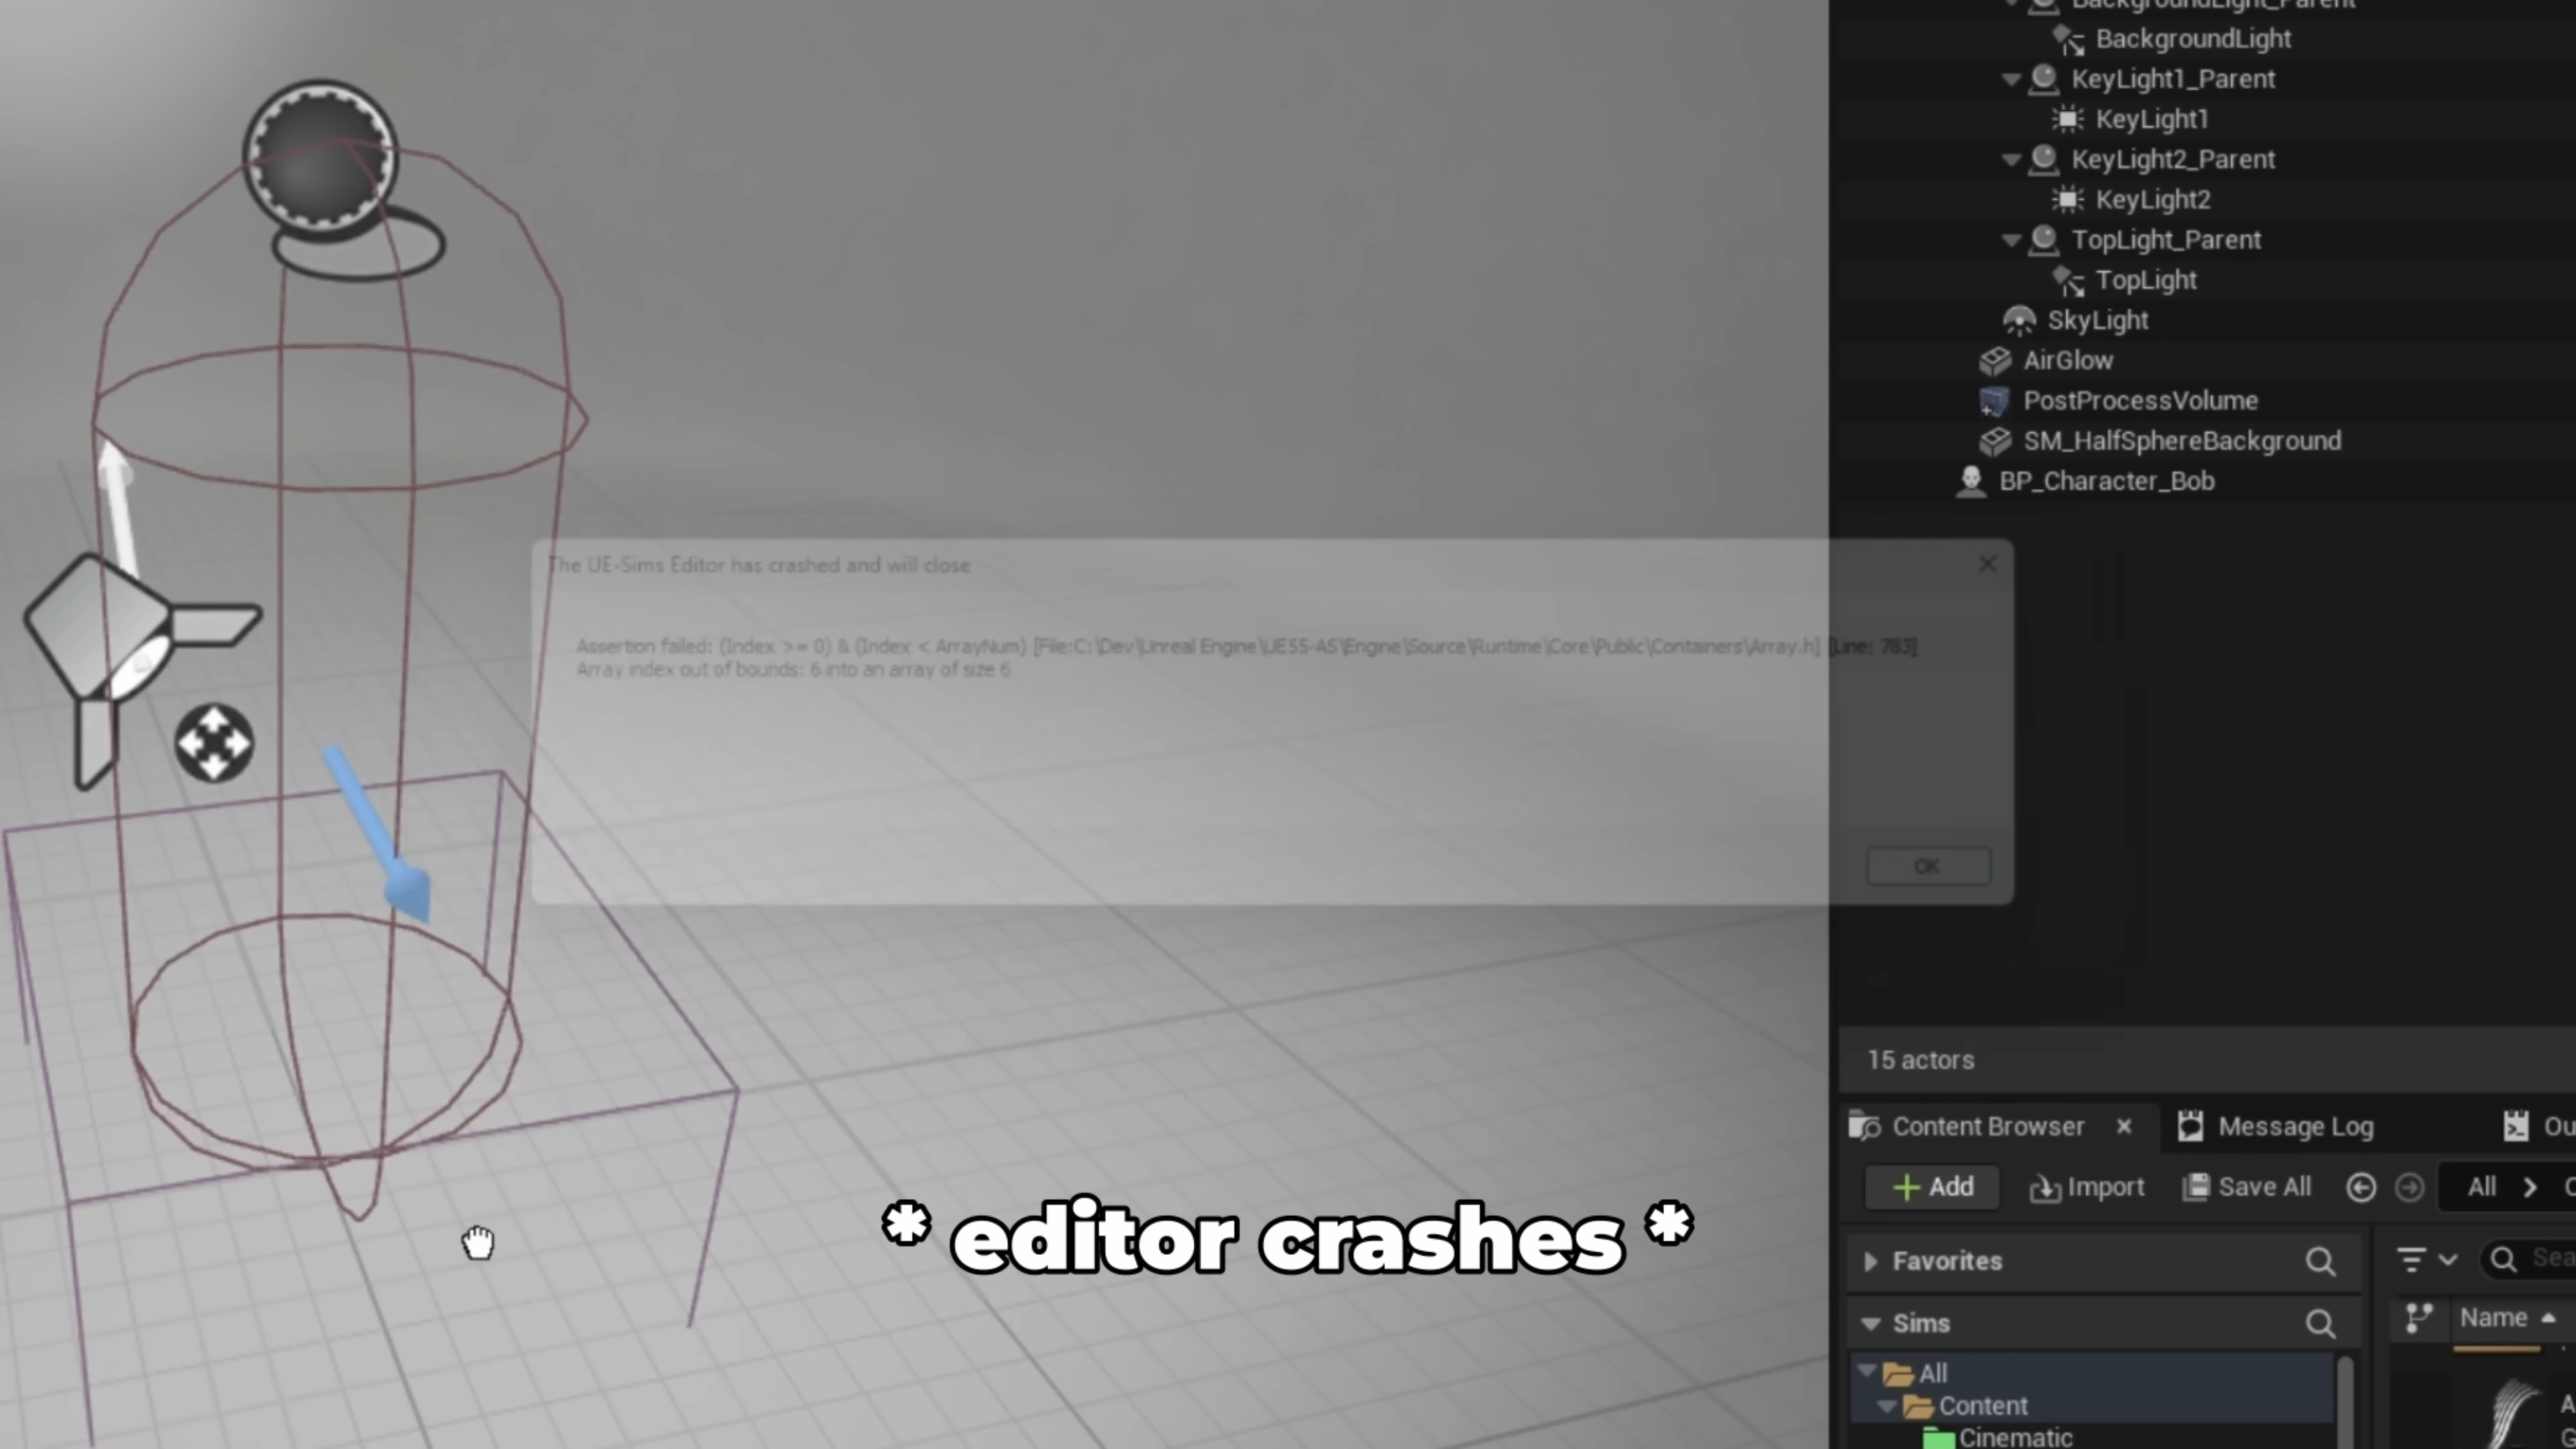 BackgroundLight_Parent
BackgroundLight
KeyLight1_Parent
KeyLight1
KeyLight2_Parent
KeyLight2
TopLight_Parent
TopLight
SkyLight
AirGlow
PostProcessVolume
SM_HalfSphereBackground
BP_Character_Bob
The UE-Sims Editor has crashed and will close
Assertion failed: (Index >= 0) & (Index < ArrayNum) [File:C:\Dev\Unreal Engine\UE55-AS\Engine\Source\Runtime\Core\Public\Containers\Array.h] [Line: 783]
Array index out of bounds: 6 into an array of size 6
OK
15 actors
Content Browser Message Log Ou
Add Import Save All All
* editor crashes *
Favorites Sea
Sims Name
All
Content
Cinematic